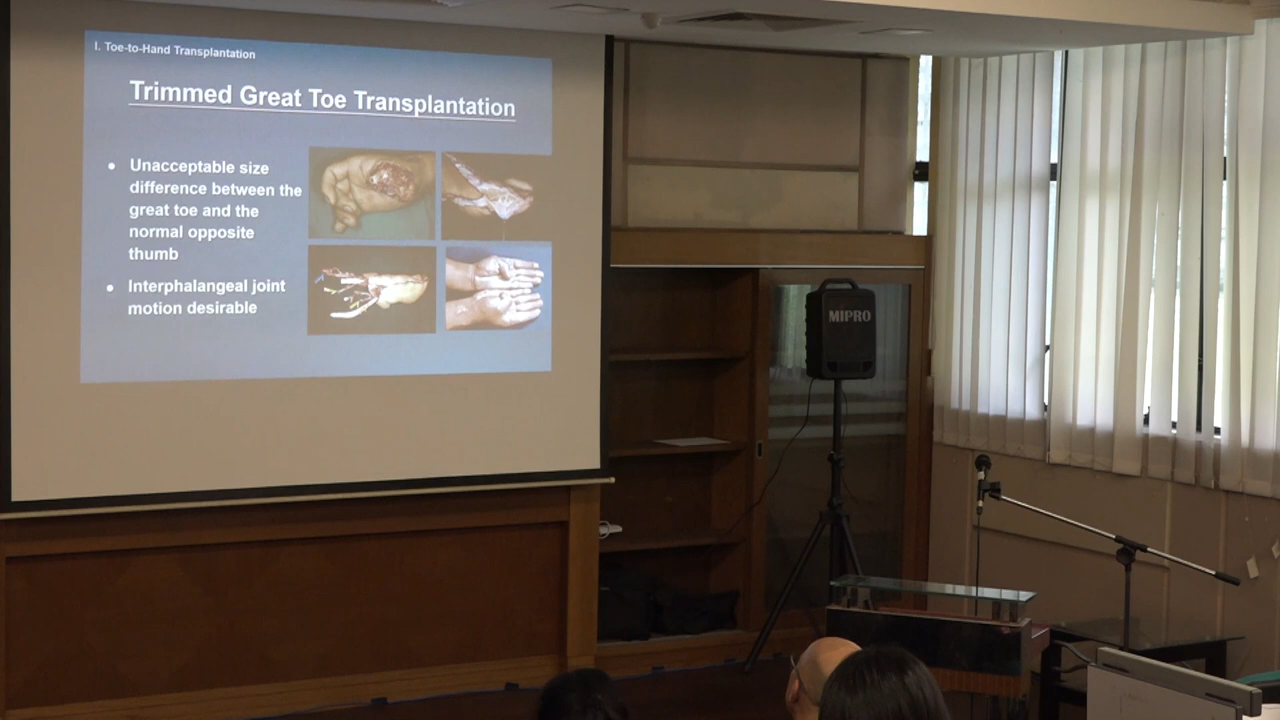 I. Toe-to-Hand Transplantation
Trimmed Great Toe Transplantation
• Unacceptable size
difference between the
great toe and the
normal opposite
thumb
• Interphalangeal joint
motion desirable
MIPRO